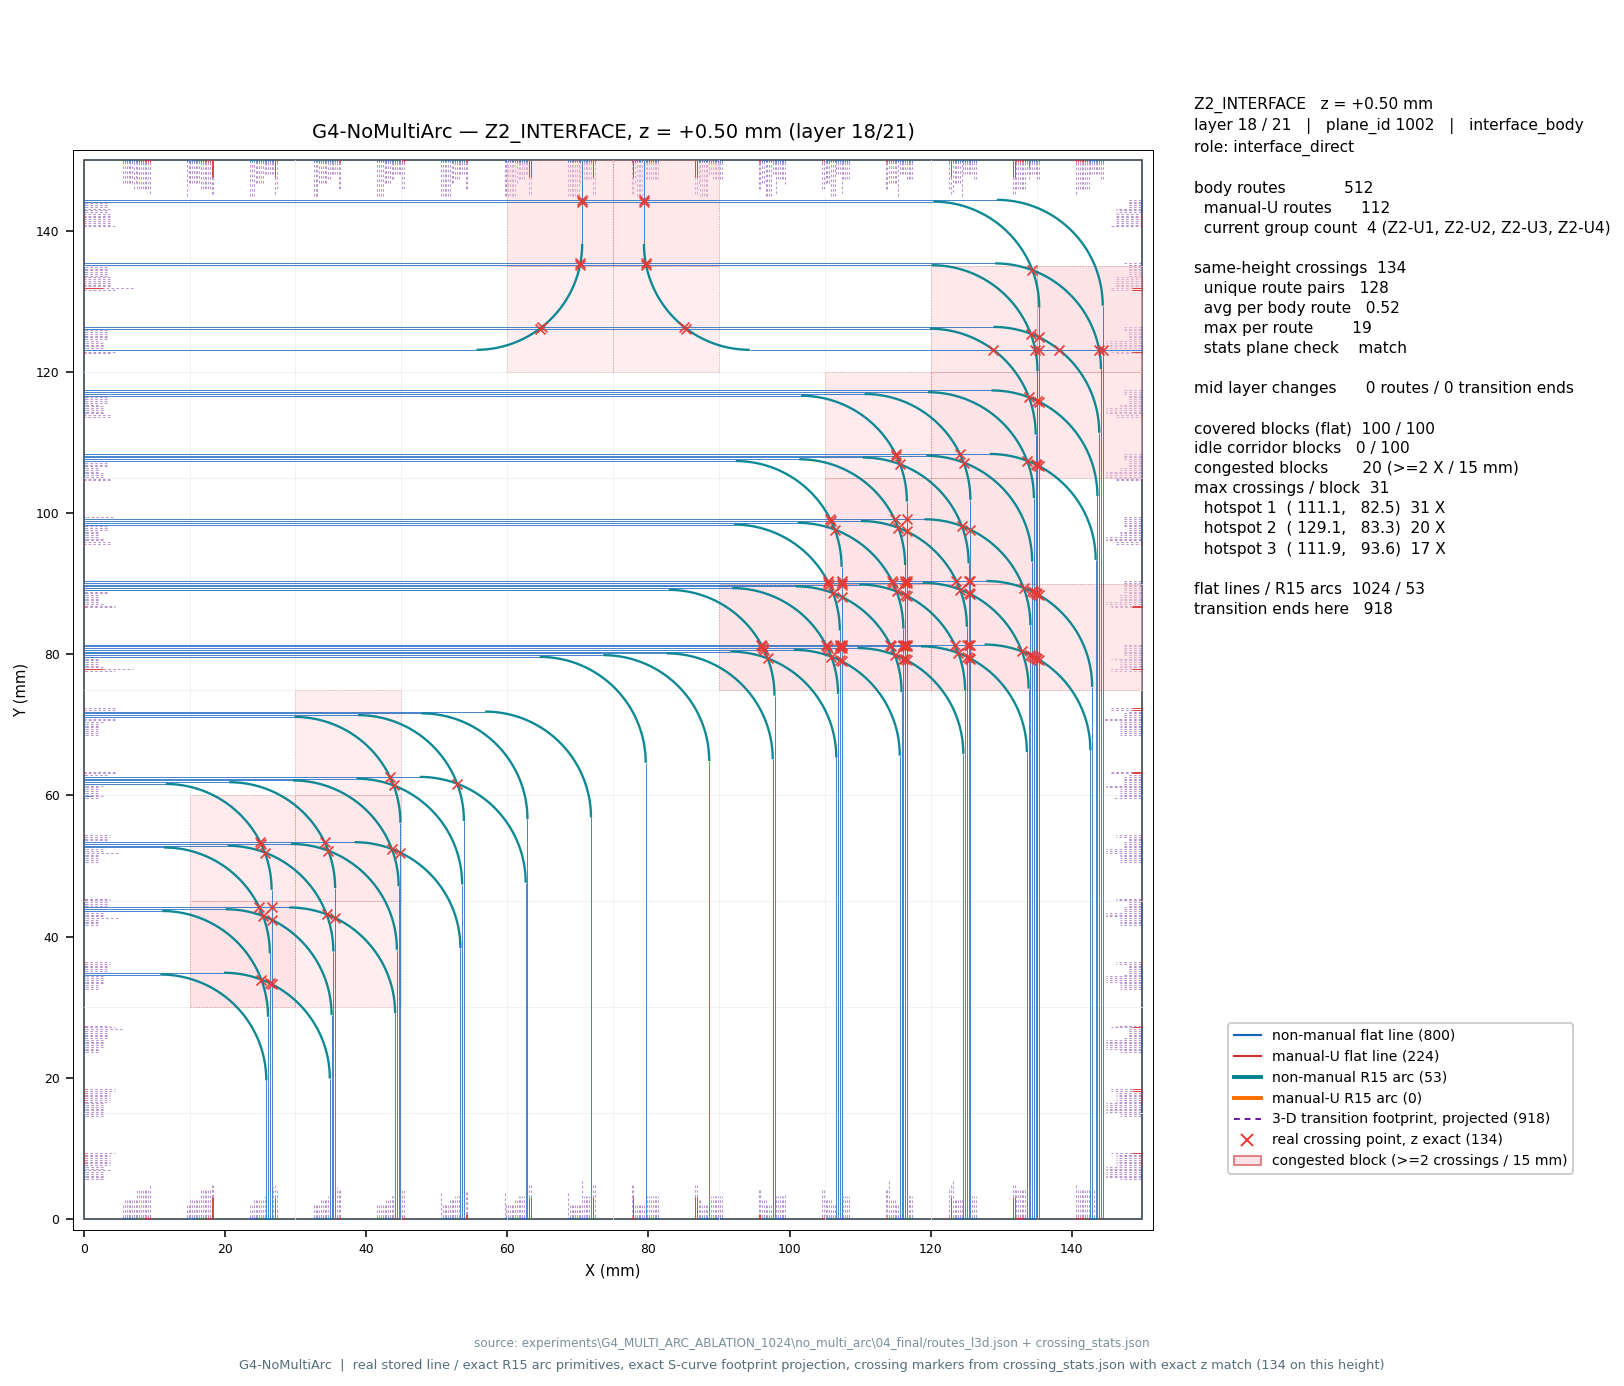 G4-NoMultiArc — Z2_INTERFACE, z = +0.50 mm (layer 18/21)
Z2_INTERFACE   z = +0.50 mm
layer 18 / 21   |   plane_id 1002   |   interface_body
role: interface_direct
body routes   512
manual-U routes   112
current group count  4 (Z2-U1, Z2-U2, Z2-U3, Z2-U4)
same-height crossings  134
unique route pairs   128
avg per body route   0.52
max per route   19
stats plane check   match
mid layer changes   0 routes / 0 transition ends
covered blocks (flat)  100 / 100
idle corridor blocks   0 / 100
congested blocks   20 (>=2 X / 15 mm)
max crossings / block  31
hotspot 1  ( 111.1,   82.5)  31 X
hotspot 2  ( 129.1,   83.3)  20 X
hotspot 3  ( 111.9,   93.6)  17 X
flat lines / R15 arcs  1024 / 53
transition ends here   918
Y (mm)
140
120
100
80
60
40
20
0
0 20 40 60 80 100 120 140
X (mm)
non-manual flat line (800)
manual-U flat line (224)
non-manual R15 arc (53)
manual-U R15 arc (0)
3-D transition footprint, projected (918)
real crossing point, z exact (134)
congested block (>=2 crossings / 15 mm)
source: experiments\G4_MULTI_ARC_ABLATION_1024\no_multi_arc\04_final/routes_l3d.json + crossing_stats.json
G4-NoMultiArc  |  real stored line / exact R15 arc primitives, exact S-curve footprint projection, crossing markers from crossing_stats.json with exact z match (134 on this height)